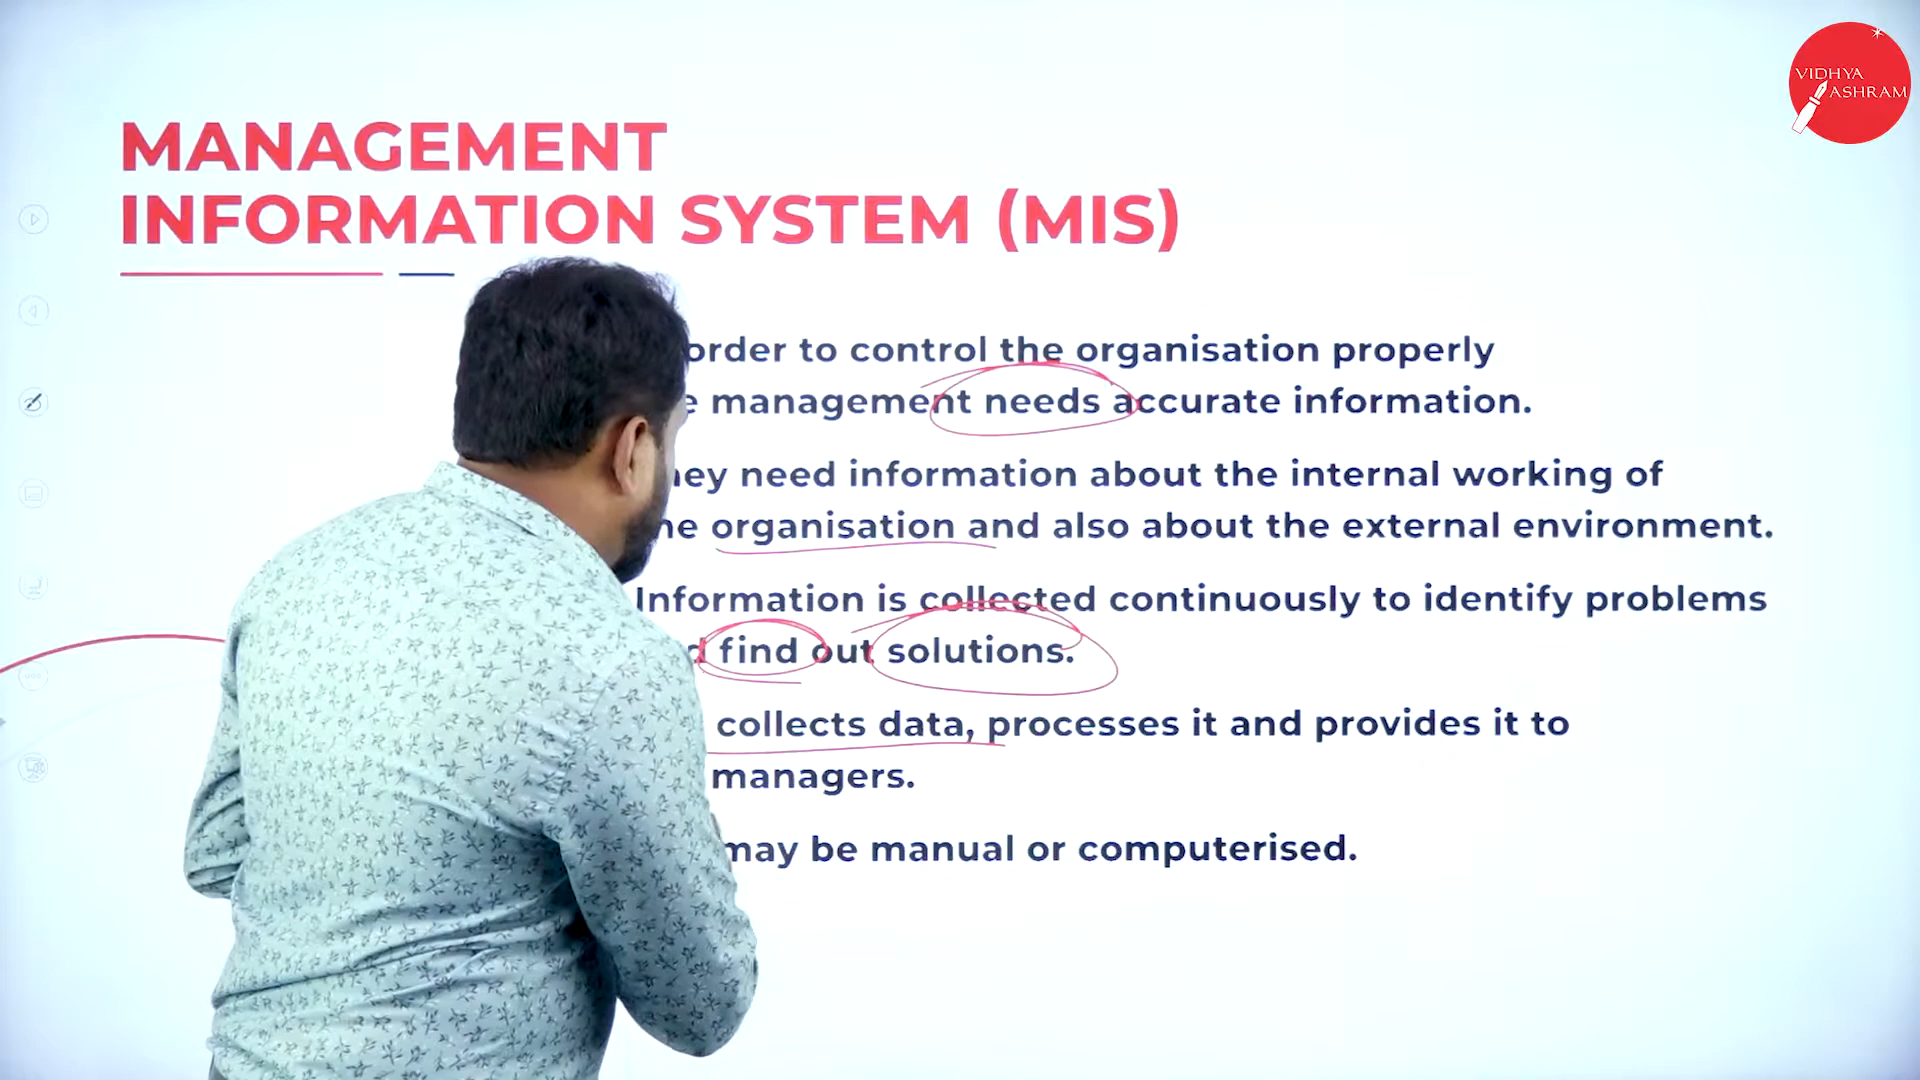 VIDHYA
ASHRAM
MANAGEMENT
INFORMATION SYSTEM (MIS)
order to control the organisation properly
management needs accurate information.
need information about the internal working of
organisation and also about the external environment.
Information is collected continuously to identify problems
find out solutions.
collects data, processes it and provides it to
managers.
may be manual or computerised.